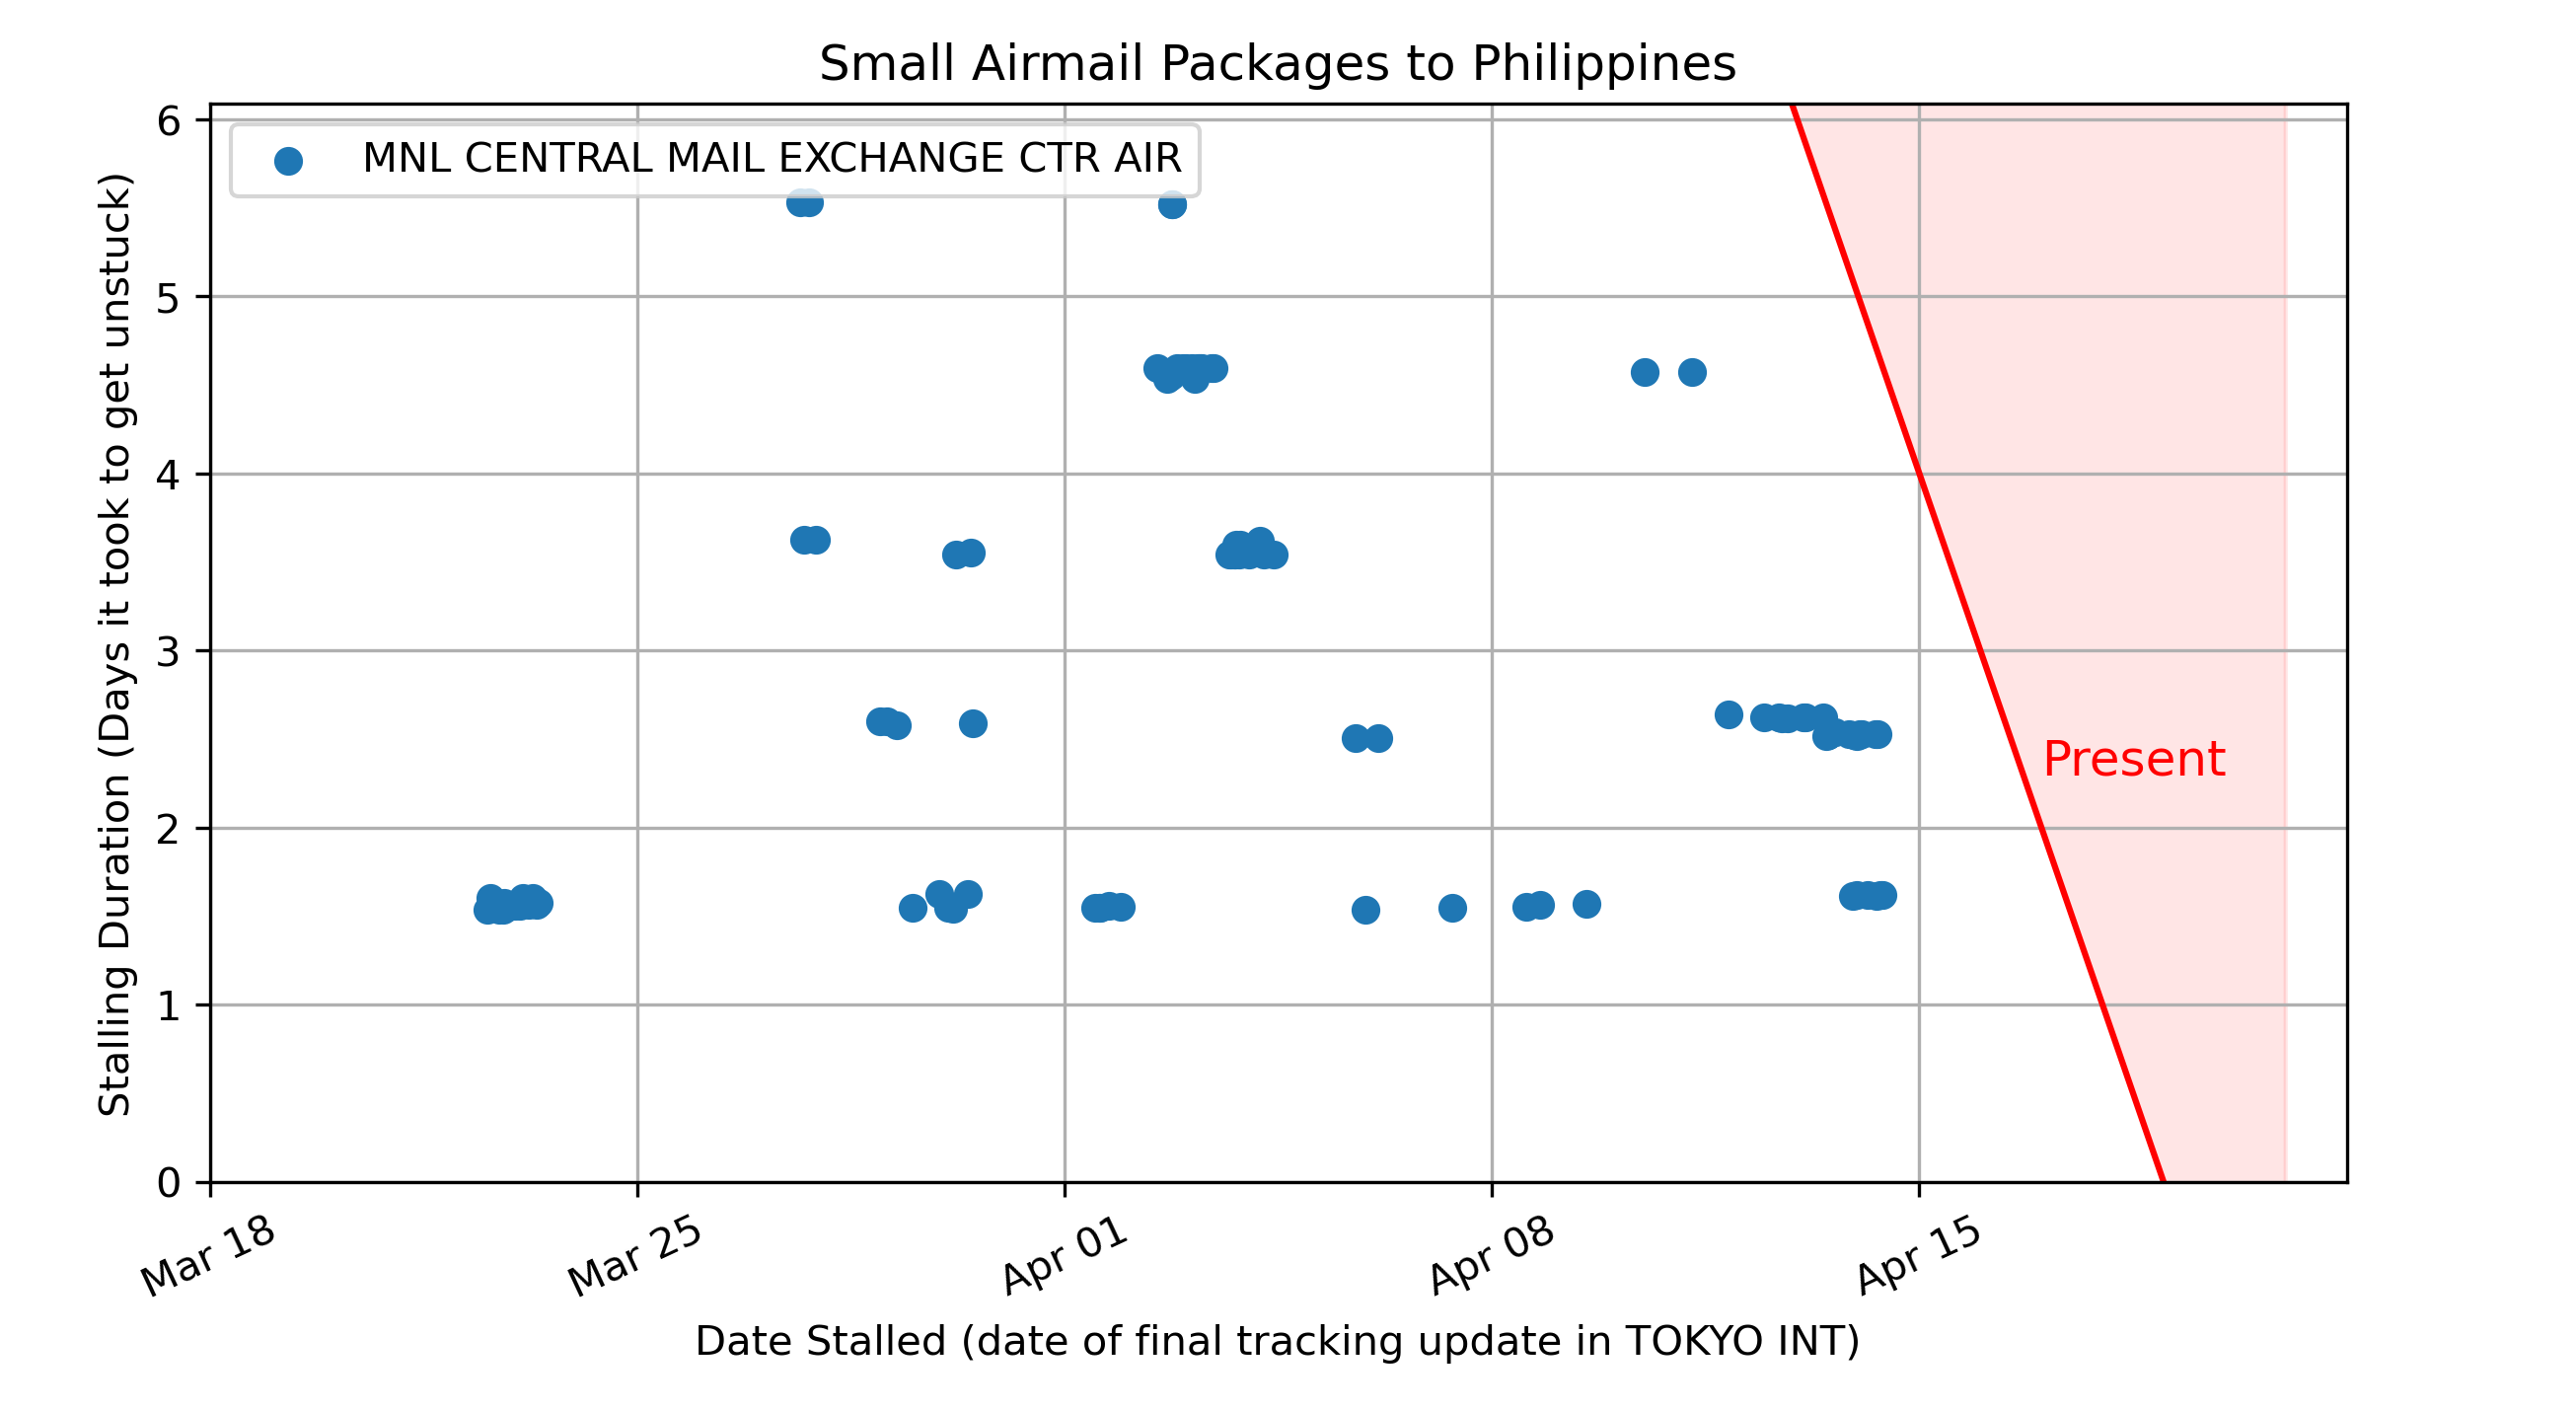 Small Airmail Packages to Philippines
MNL CENTRAL MAIL EXCHANGE CTR AIR
Stalling Duration (Days it took to get unstuck)
6
5
4
3
2
1
0
Present
Mar 18
Mar 25
Apr 01
Apr 08
Apr 15
Date Stalled (date of final tracking update in TOKYO INT)